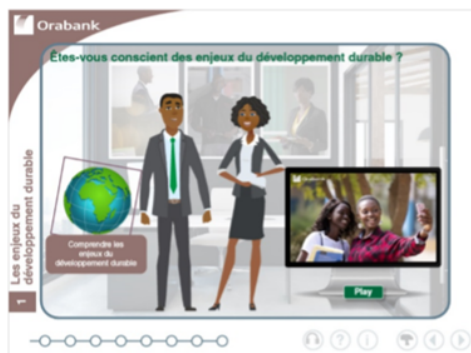 Orabank
Êtes-vous conscient des enjeux du développement durable ?
Orabank
Comprendre les
enjeux du
développement durable
Play
1
Les enjeux du
développement durable